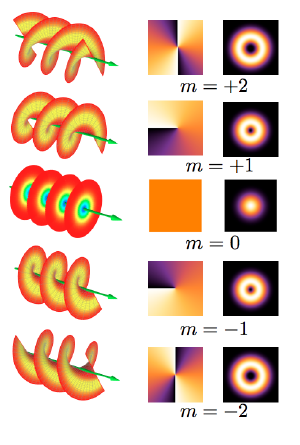 m = +2
m = +1
m = 0
m = −1
m = −2